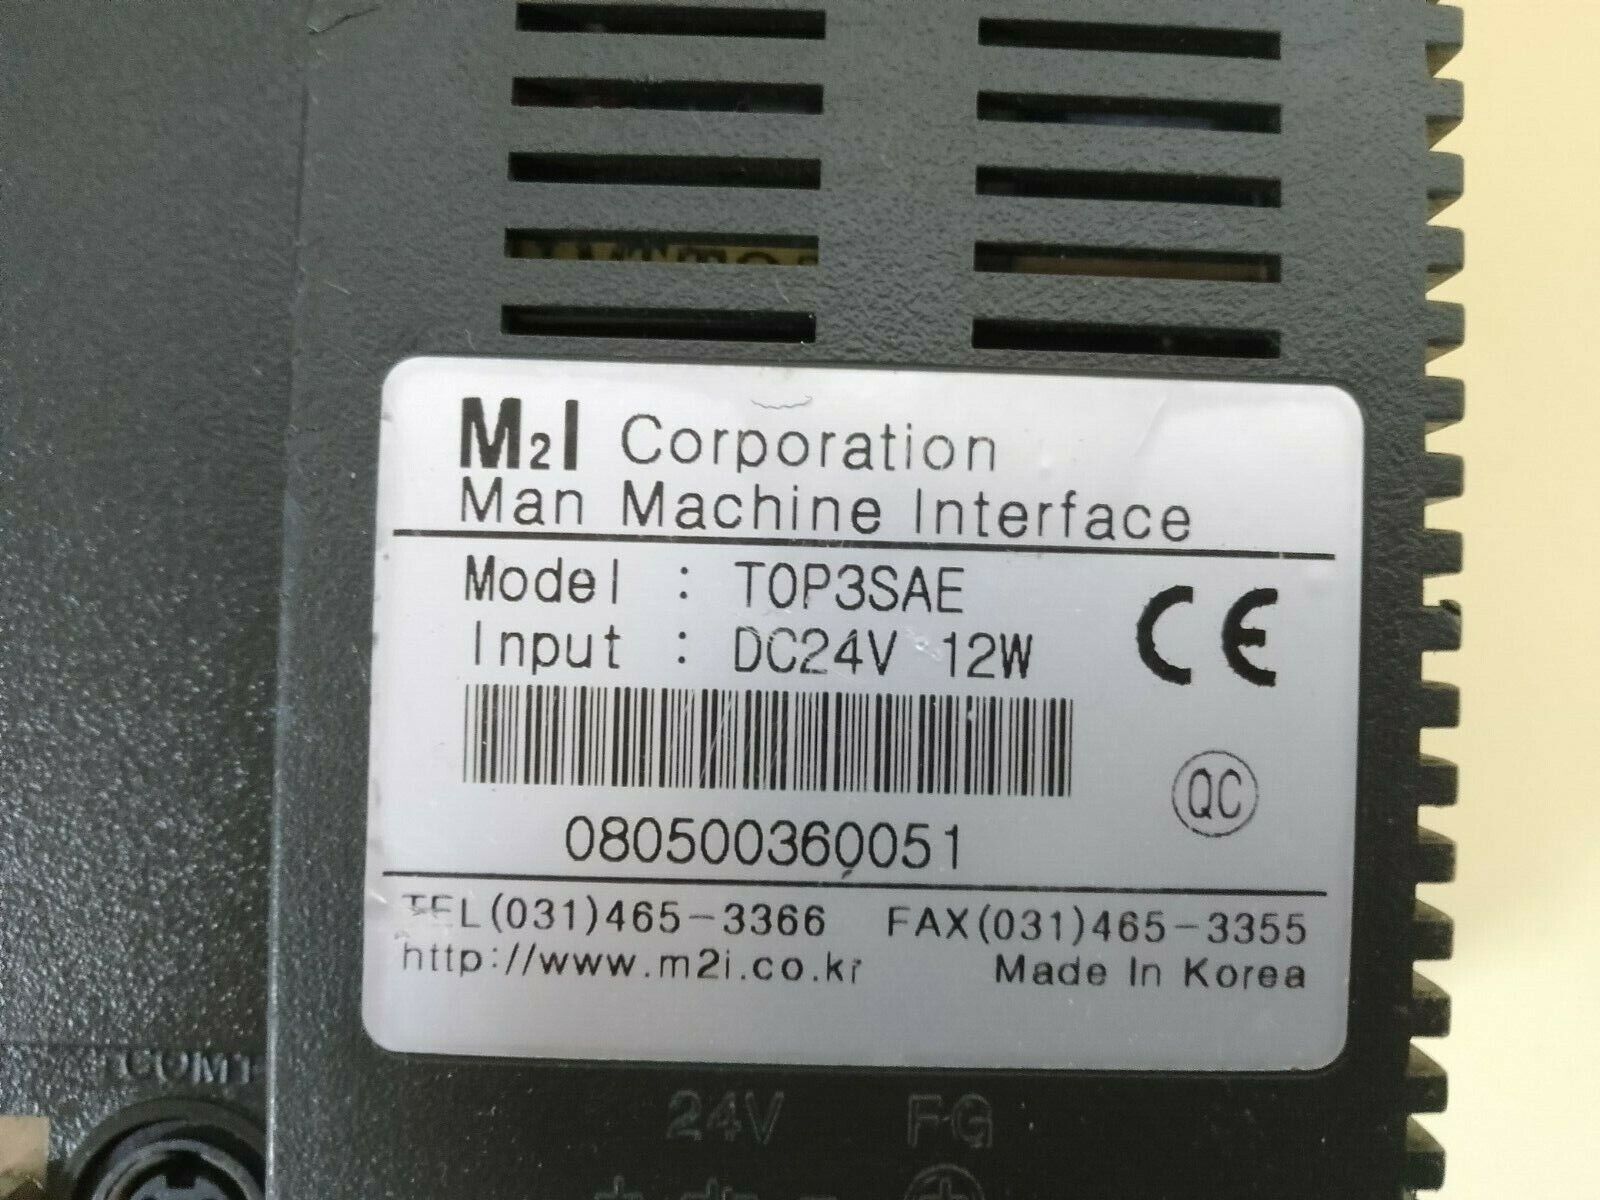 M2I Corporation
Man Machine Interface
Model : TOP3SAE
Input : DC24V 12W
CE
QC
080500360051
TEL(031)465-3366 FAX(031)465-3355
http://www.m2i.co.kr Made In Korea
24V FG